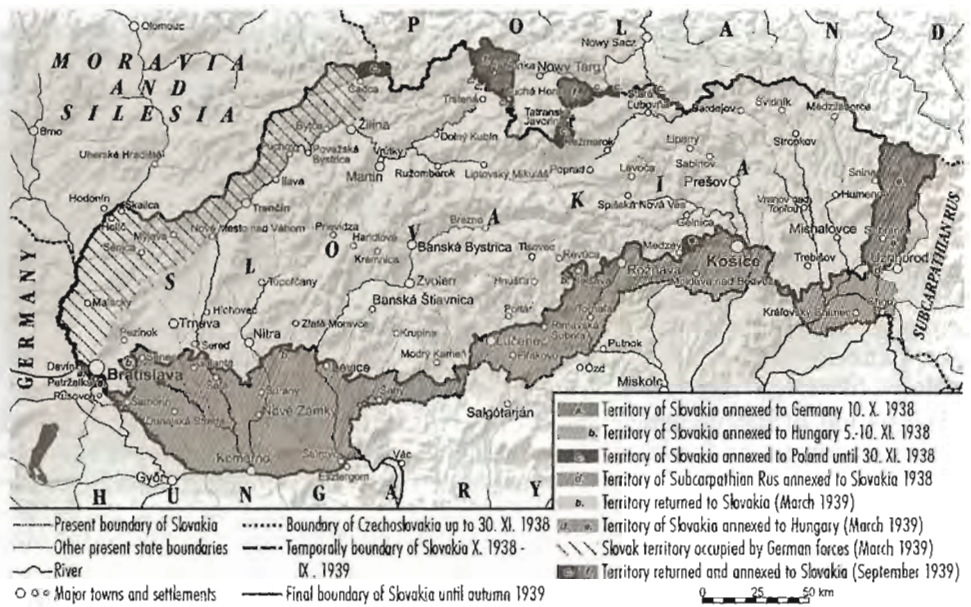 P O L A N D
Olomouc
Nowy Sącz
M O R A V I A
A N D
S I L E S I A
Nowy Targ
Čadca
Trstená
Tatrans
Javorin
Ľubovňa
Bardejov
Svidník
Medzilaborce
Brno
Bytča
Žilina
Dolný Kubín
Kežmarok
Lipany
Stropkov
Uherské Hradiště
Púchov
Považská
Bystrica
Vrútky
Martin
Ružomberok
Liptovský Mikuláš
Poprad
Levoča
Sabinov
Prešov
Snina
Ilava
Humenné
Hodonín
Skalica
Holíč
Trenčín
Spišská Nová Ves
Gelnica
Vranov nad
Topľou
Michalovce
Senica
Myjava
Nové Mesto nad Váhom
Prievidza
Handlová
Kremnica
Brezno
Banská Bystrica
Tisovec
Revúca
Medzev
Košice
Sobrance
Užhorod
S L O V A K I A
Rožňava
Moldava nad Bodvou
Trebišov
SUBCARPATHIAN RUS
GERMANY
Topoľčany
Zvolen
Hnúšťa
Malacky
Hlohovec
Banská Štiavnica
Poltár
Kráľovský Chlmec
Pezinok
Trnava
Nitra
Zlaté Moravce
Krupina
Rimavská
Sobota
Sereď
Modrý Kameň
Lučenec
Fiľakovo
Putnok
Devín
Petržalka
Rusovce
Bratislava
Levice
Ózd
Miskolc
Šamorín
Dunajská Streda
Šurany
Nové Zámky
Šahy
Salgótarján
Komárno
Štúrovo
Esztergom
Vác
Győr
H U N G A R Y
Territory of Slovakia annexed to Germany 10. X. 1938
b. Territory of Slovakia annexed to Hungary 5.-10. XI. 1938
Territory of Slovakia annexed to Poland until 30. XI. 1938
Territory of Subcarpathian Rus annexed to Slovakia 1938
Territory returned to Slovakia (March 1939)
Territory of Slovakia annexed to Hungary (March 1939)
Slovak territory occupied by German forces (March 1939)
Territory returned and annexed to Slovakia (September 1939)
0 25 50 km
Present boundary of Slovakia
Other present state boundaries
River
Major towns and settlements
Boundary of Czechoslovakia up to 30. XI. 1938
Temporally boundary of Slovakia X. 1938 -
IX. 1939
Final boundary of Slovakia until autumn 1939